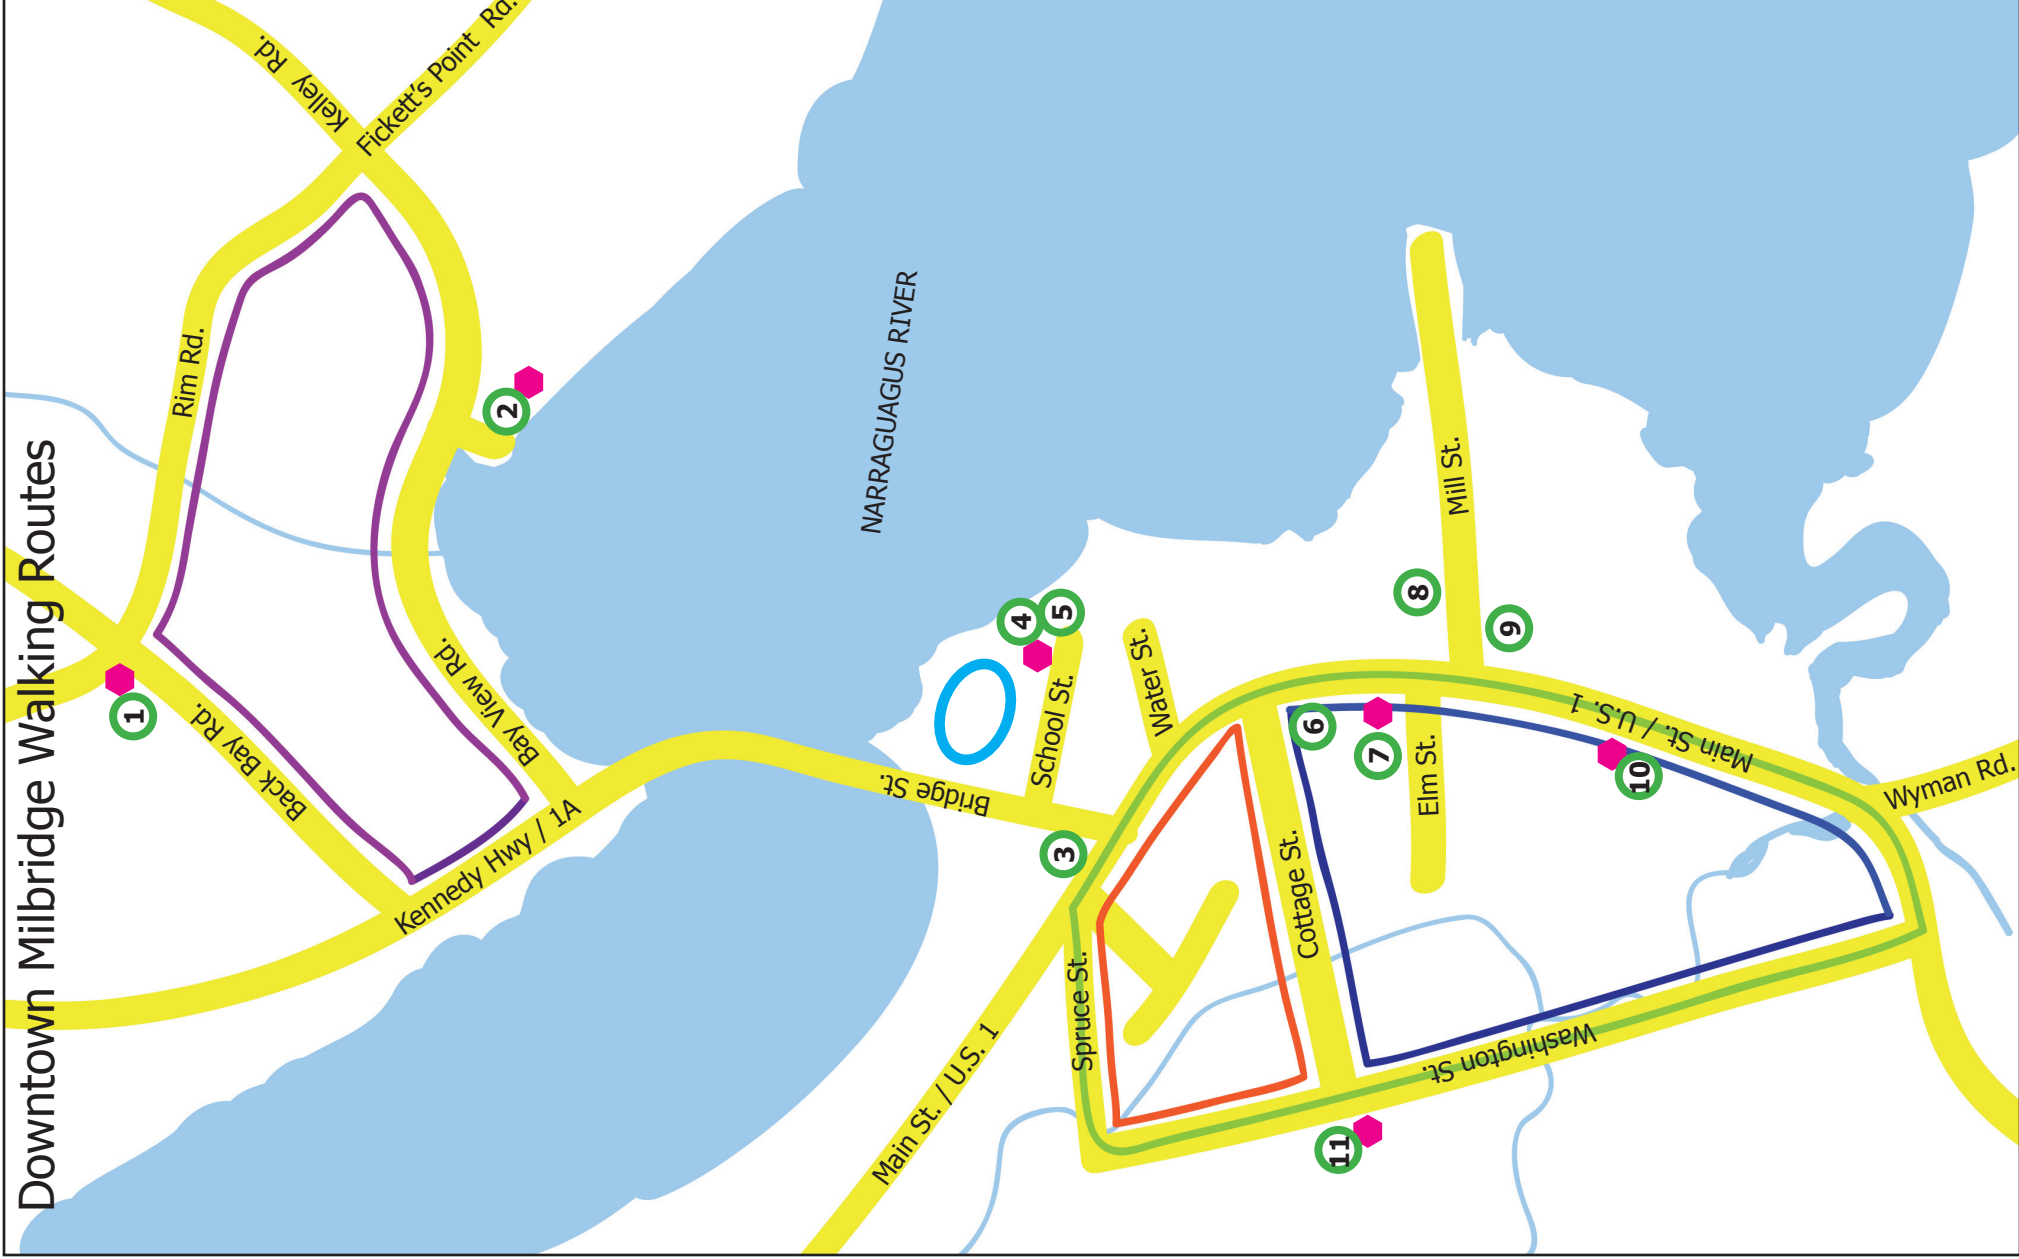 Downtown Milbridge Walking Routes
Kelley Rd.
Fickett's Point Rd.
Rim Rd.
1
Back Bay Rd.
2
Bay View Rd.
Kennedy Hwy / 1A
NARRAGUAGUS RIVER
Bridge St.
4
5
School St.
Water St.
3
Main St. / U.S. 1
Spruce St.
Cottage St.
6
7
Elm St.
8
Mill St.
9
Main St. / U.S. 1
10
Wyman Rd.
Washington St.
11